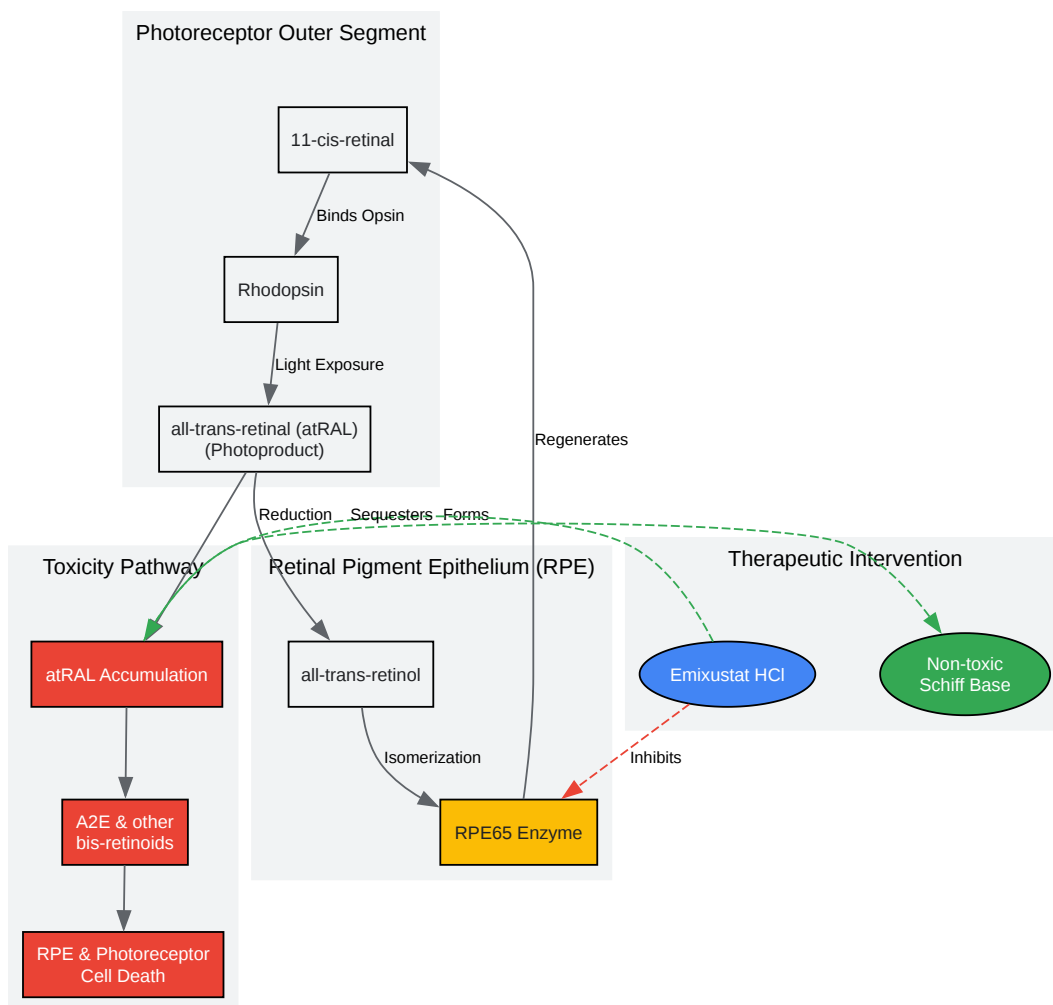 Photoreceptor Outer Segment
11-cis-retinal
Binds Opsin
Rhodopsin
Light Exposure
all-trans-retinal (atRAL)
(Photoproduct)
Regenerates
Reduction
Sequesters
Forms
Toxicity Pathway
Retinal Pigment Epithelium (RPE)
Therapeutic Intervention
atRAL Accumulation
all-trans-retinol
Emixustat HCl
Non-toxic
Schiff Base
Isomerization
Inhibits
A2E & other
bis-retinoids
RPE65 Enzyme
RPE & Photoreceptor
Cell Death